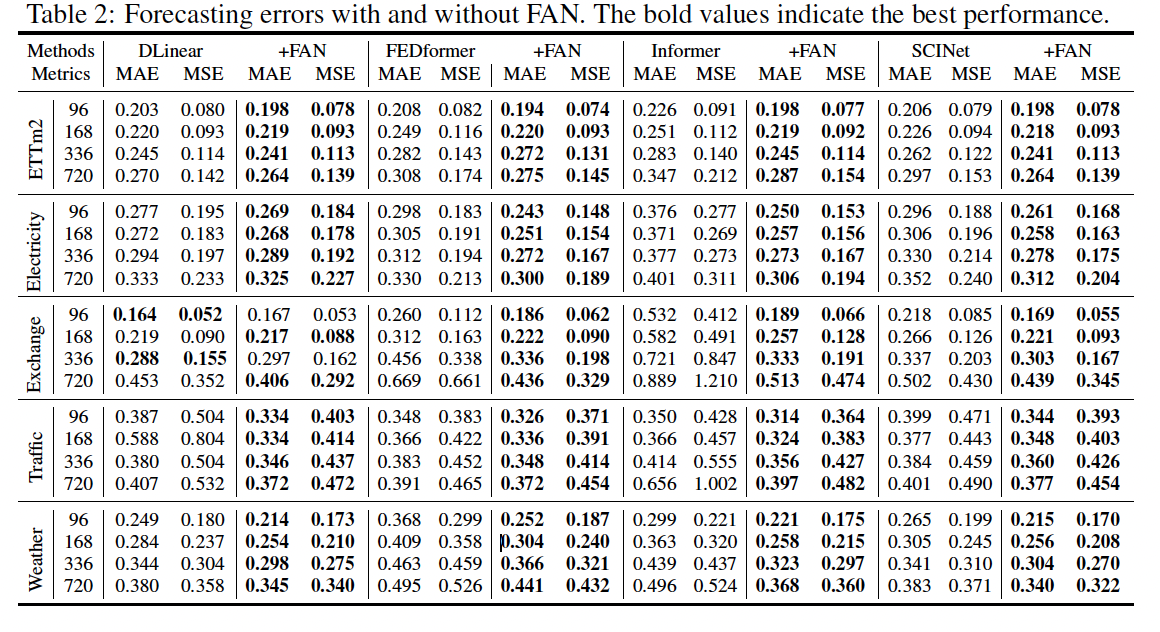 Table 2: Forecasting errors with and without FAN. The bold values indicate the best performance.
Methods DLinear +FAN FEDformer +FAN Informer +FAN SCINet +FAN
Metrics MAE MSE MAE MSE MAE MSE MAE MSE MAE MSE MAE MSE MAE MSE MAE MSE
ETTm2
96 0.203 0.080 0.198 0.078 0.208 0.082 0.194 0.074 0.226 0.091 0.198 0.077 0.206 0.079 0.198 0.078
168 0.220 0.093 0.219 0.093 0.249 0.116 0.220 0.093 0.251 0.112 0.219 0.092 0.226 0.094 0.218 0.093
336 0.245 0.114 0.241 0.113 0.282 0.143 0.272 0.131 0.283 0.140 0.245 0.114 0.262 0.122 0.241 0.113
720 0.270 0.142 0.264 0.139 0.308 0.174 0.275 0.145 0.347 0.212 0.287 0.154 0.297 0.153 0.264 0.139
Electricity
96 0.277 0.195 0.269 0.184 0.298 0.183 0.243 0.148 0.376 0.277 0.250 0.153 0.296 0.188 0.261 0.168
168 0.272 0.183 0.268 0.178 0.305 0.191 0.251 0.154 0.371 0.269 0.257 0.156 0.306 0.196 0.258 0.163
336 0.294 0.197 0.289 0.192 0.312 0.194 0.272 0.167 0.377 0.273 0.273 0.167 0.330 0.214 0.278 0.175
720 0.333 0.233 0.325 0.227 0.330 0.213 0.300 0.189 0.401 0.311 0.306 0.194 0.352 0.240 0.312 0.204
Exchange
96 0.164 0.052 0.167 0.053 0.260 0.112 0.186 0.062 0.532 0.412 0.189 0.066 0.218 0.085 0.169 0.055
168 0.219 0.090 0.217 0.088 0.312 0.163 0.222 0.090 0.582 0.491 0.257 0.128 0.266 0.126 0.221 0.093
336 0.288 0.155 0.297 0.162 0.456 0.338 0.336 0.198 0.721 0.847 0.333 0.191 0.337 0.203 0.303 0.167
720 0.453 0.352 0.406 0.292 0.669 0.661 0.436 0.329 0.889 1.210 0.513 0.474 0.502 0.430 0.439 0.345
Traffic
96 0.387 0.504 0.334 0.403 0.348 0.383 0.326 0.371 0.350 0.428 0.314 0.364 0.399 0.471 0.344 0.393
168 0.588 0.804 0.334 0.414 0.366 0.422 0.336 0.391 0.366 0.457 0.324 0.383 0.377 0.443 0.348 0.403
336 0.380 0.504 0.346 0.437 0.383 0.452 0.348 0.414 0.414 0.555 0.356 0.427 0.384 0.459 0.360 0.426
720 0.407 0.532 0.372 0.472 0.391 0.465 0.372 0.454 0.656 1.002 0.397 0.482 0.401 0.490 0.377 0.454
Weather
96 0.249 0.180 0.214 0.173 0.368 0.299 0.252 0.187 0.299 0.221 0.221 0.175 0.265 0.199 0.215 0.170
168 0.284 0.237 0.254 0.210 0.409 0.358 0.304 0.240 0.363 0.320 0.258 0.215 0.305 0.245 0.256 0.208
336 0.344 0.304 0.298 0.275 0.463 0.459 0.366 0.321 0.439 0.437 0.323 0.297 0.341 0.310 0.304 0.270
720 0.380 0.358 0.345 0.340 0.495 0.526 0.441 0.432 0.496 0.524 0.368 0.360 0.383 0.371 0.340 0.322